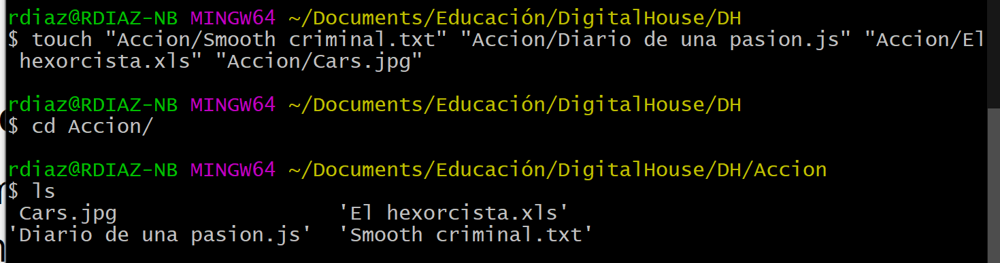 rdiaz@RDIAZ-NB MINGW64 ~/Documents/Educación/DigitalHouse/DH
$ touch "Accion/Smooth criminal.txt" "Accion/Diario de una pasion.js" "Accion/El
 hexorcista.xls" "Accion/Cars.jpg"
rdiaz@RDIAZ-NB MINGW64 ~/Documents/Educación/DigitalHouse/DH
$ cd Accion/
rdiaz@RDIAZ-NB MINGW64 ~/Documents/Educación/DigitalHouse/DH/Accion
$ ls
 Cars.jpg                  'El hexorcista.xls'
'Diario de una pasion.js'  'Smooth criminal.txt'